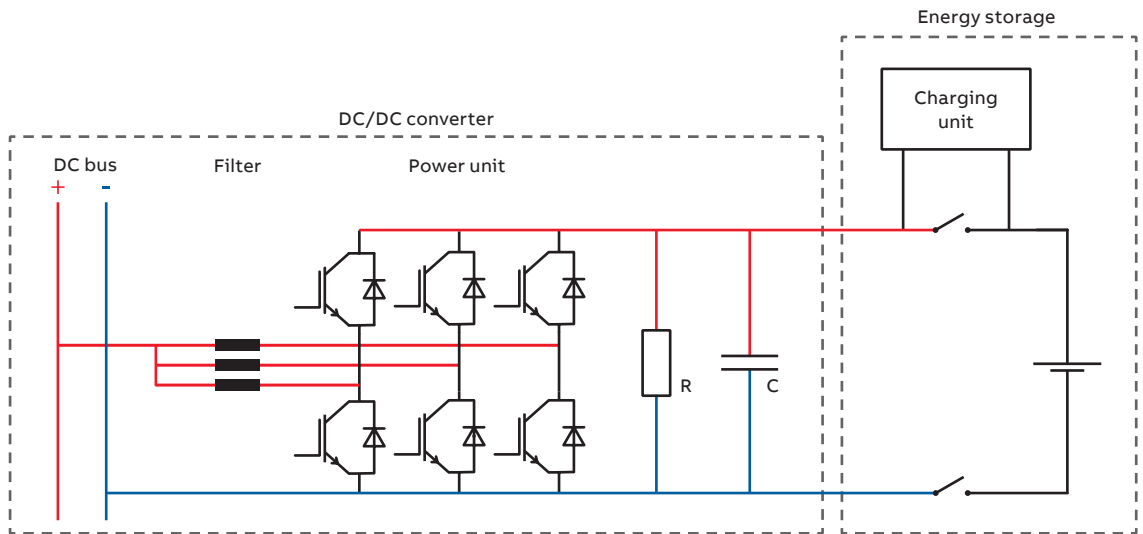 Energy storage
Charging
unit
DC/DC converter
DC bus
Filter
Power unit
+
-
R
C